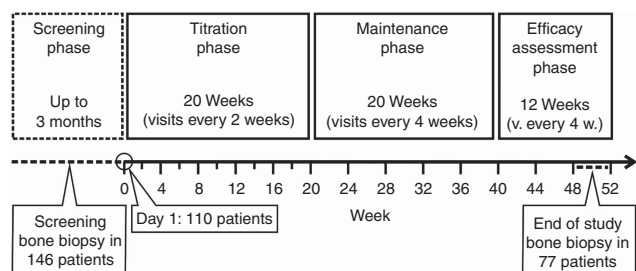 Screening
phase
Up to
3 months
Titration
phase
20 Weeks
(visits every 2 weeks)
Maintenance
phase
20 Weeks
(visits every 4 weeks)
Efficacy
assessment
phase
12 Weeks
(v. every 4 w.)
0 4 8 12 16 20 24 28 32 36 40 44 48 52
Week
Screening
bone biopsy in
146 patients
Day 1: 110 patients
End of study
bone biopsy in
77 patients